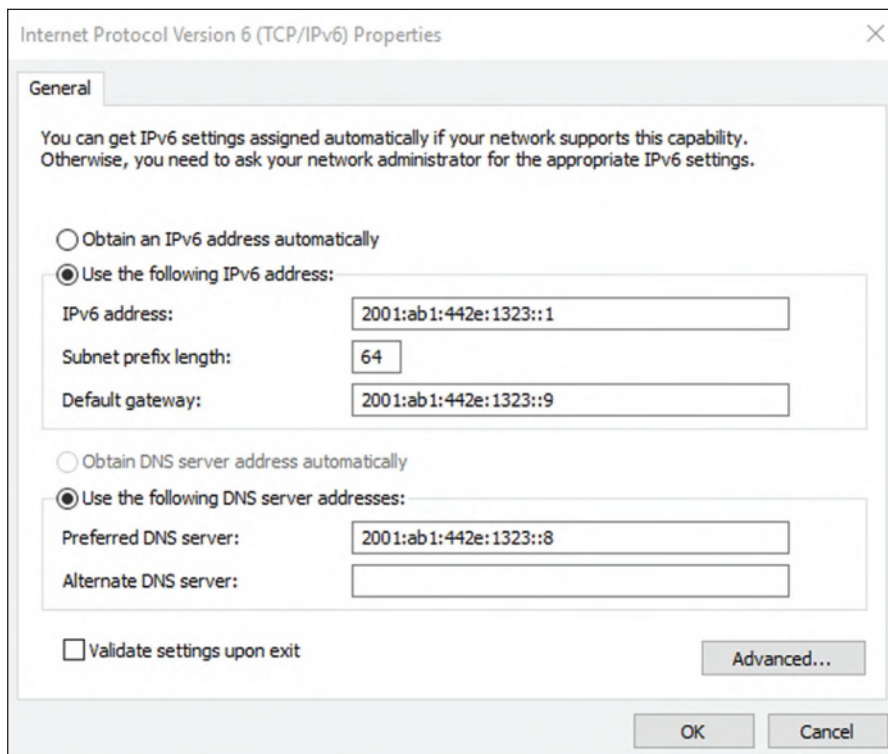 Internet Protocol Version 6 (TCP/IPv6) Properties
General
You can get IPv6 settings assigned automatically if your network supports this capability.
Otherwise, you need to ask your network administrator for the appropriate IPv6 settings.
Obtain an IPv6 address automatically
Use the following IPv6 address:
IPv6 address: 2001:ab1:442e:1323::1
Subnet prefix length: 64
Default gateway: 2001:ab1:442e:1323::9
Obtain DNS server address automatically
Use the following DNS server addresses:
Preferred DNS server: 2001:ab1:442e:1323::8
Alternate DNS server:
Validate settings upon exit
Advanced...
OK Cancel